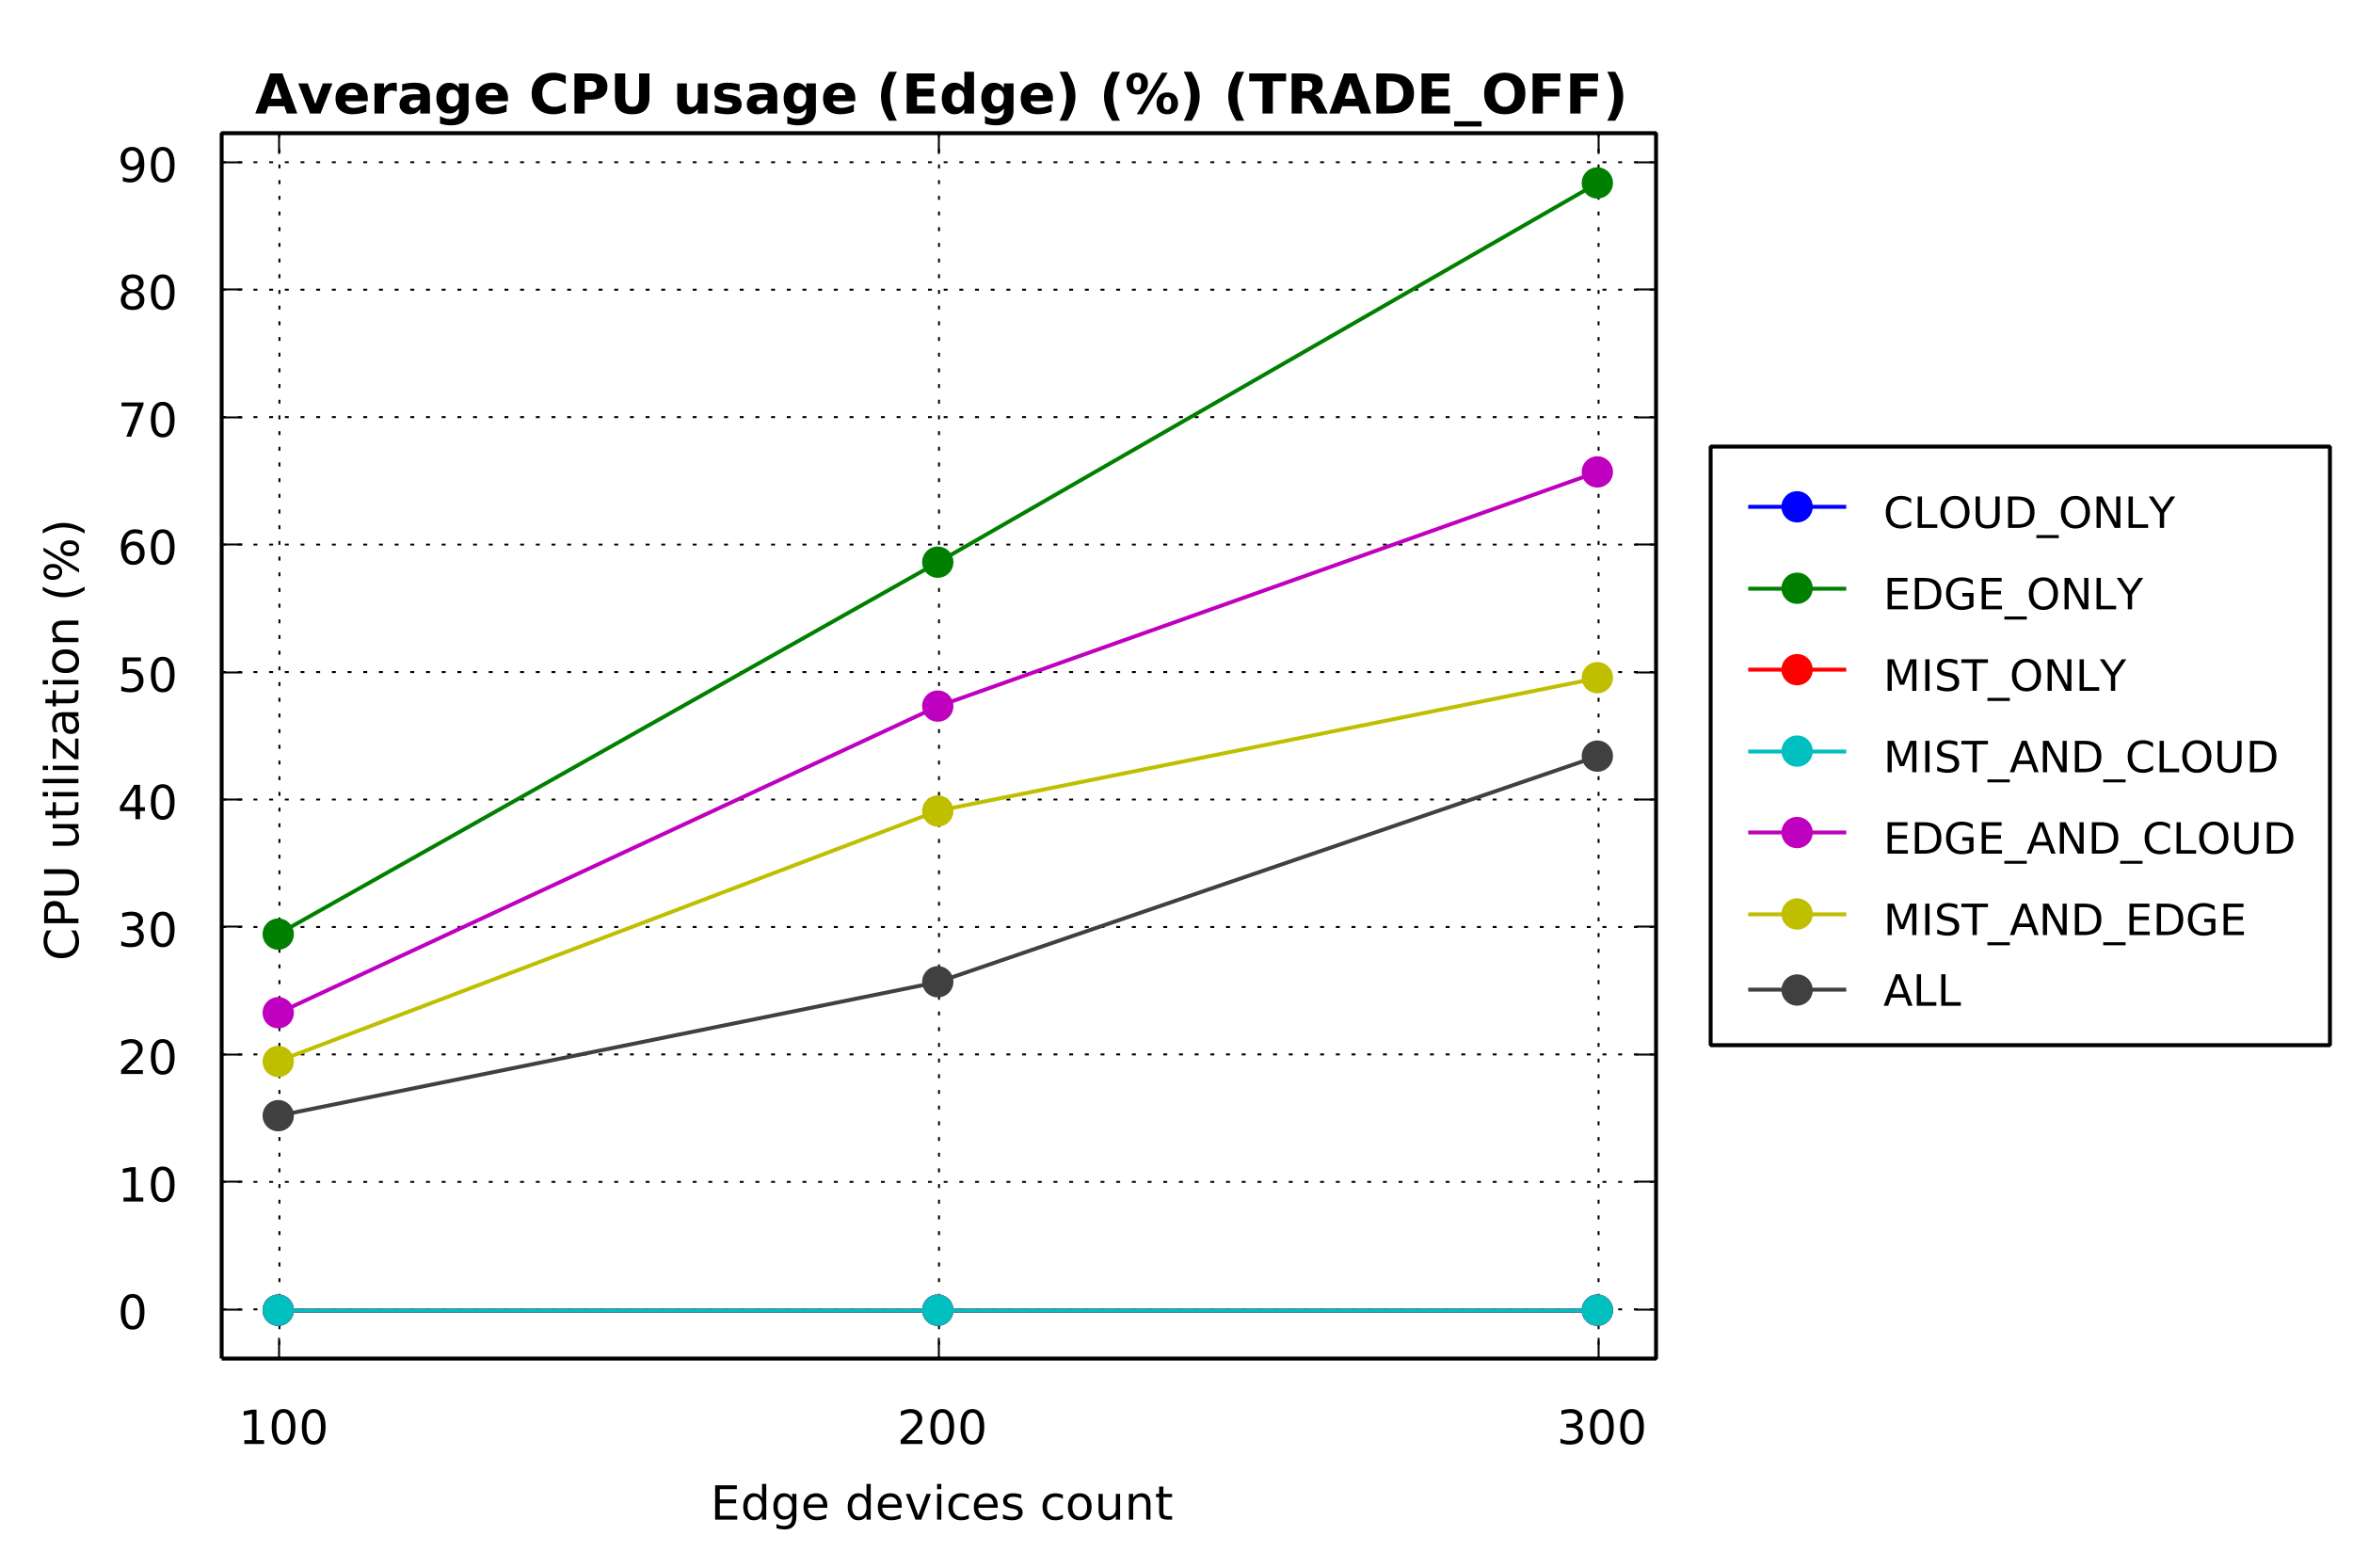 Average CPU usage (Edge) (%) (TRADE_OFF)
90
80
70
60
50
40
30
20
10
0
CPU utilization (%)
100 200 300
Edge devices count
CLOUD_ONLY
EDGE_ONLY
MIST_ONLY
MIST_AND_CLOUD
EDGE_AND_CLOUD
MIST_AND_EDGE
ALL